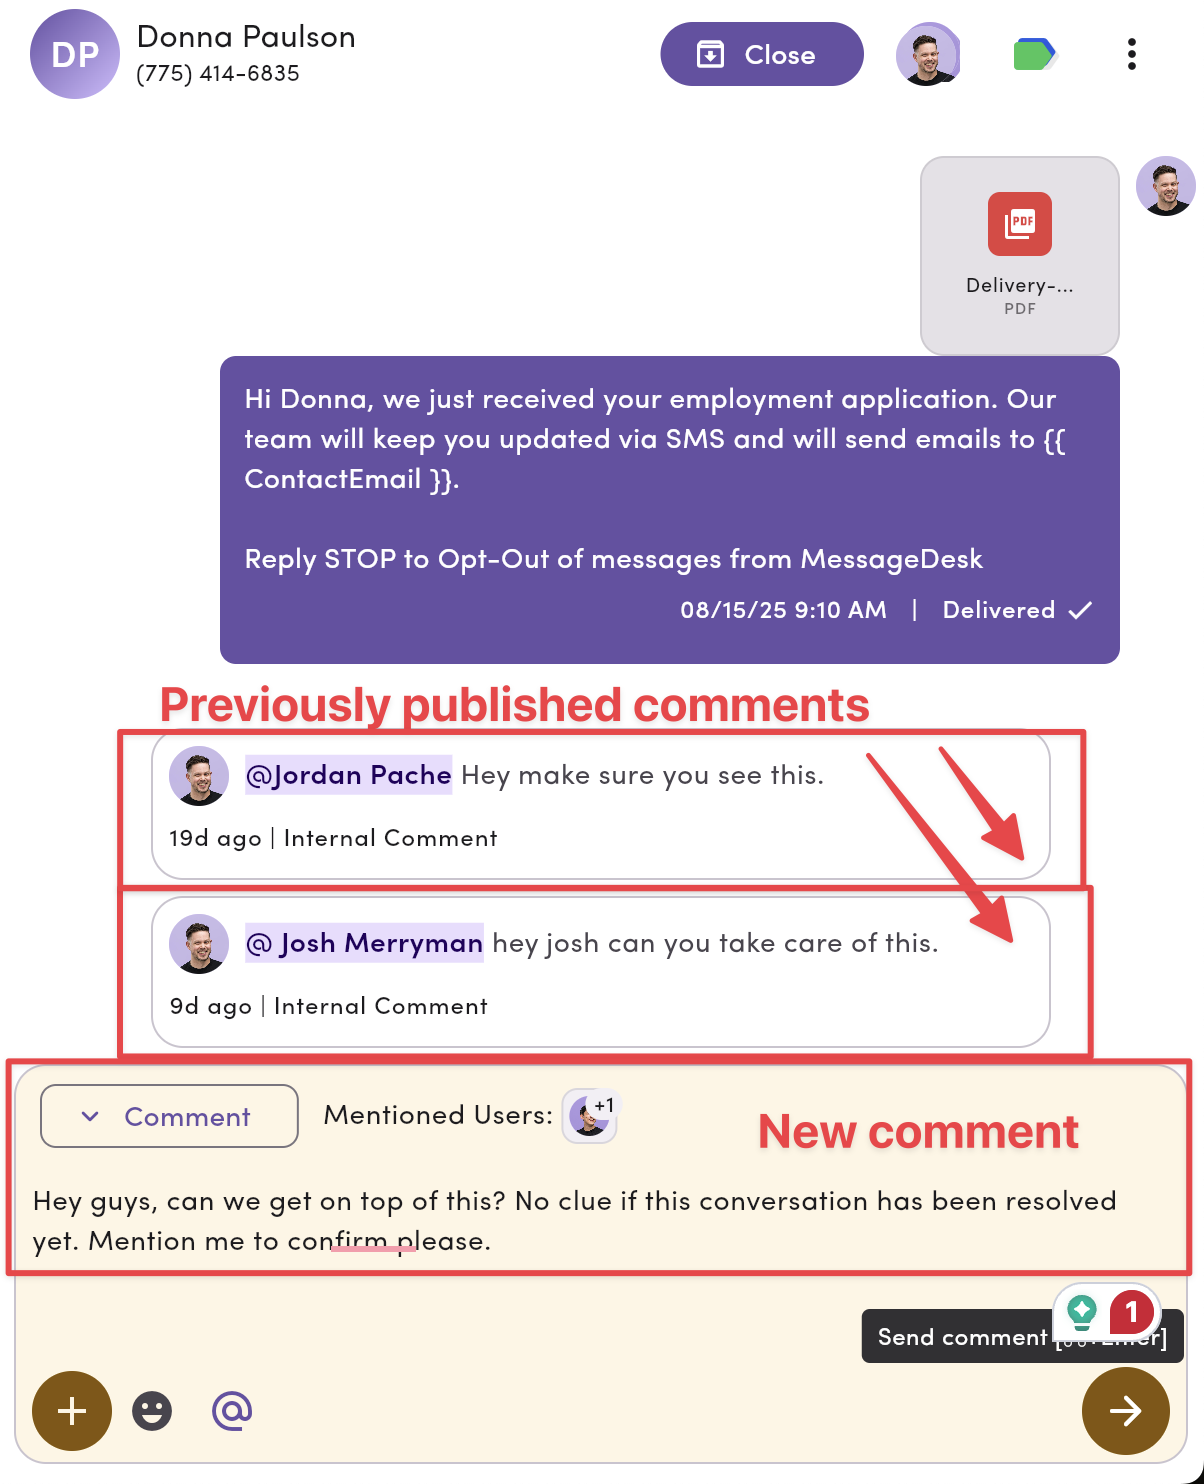 DP
Donna Paulson
(775) 414-6835
Close
PDF
Delivery-...
PDF
Hi Donna, we just received your employment application. Our
team will keep you updated via SMS and will send emails to {{
ContactEmail }}.
Reply STOP to Opt-Out of messages from MessageDesk
08/15/25 9:10 AM | Delivered
Previously published comments
@Jordan Pache Hey make sure you see this.
19d ago | Internal Comment
@ Josh Merryman hey josh can you take care of this.
9d ago | Internal Comment
Comment
Mentioned Users:
+1
New comment
Hey guys, can we get on top of this? No clue if this conversation has been resolved
yet. Mention me to confirm please.
1
Send comment